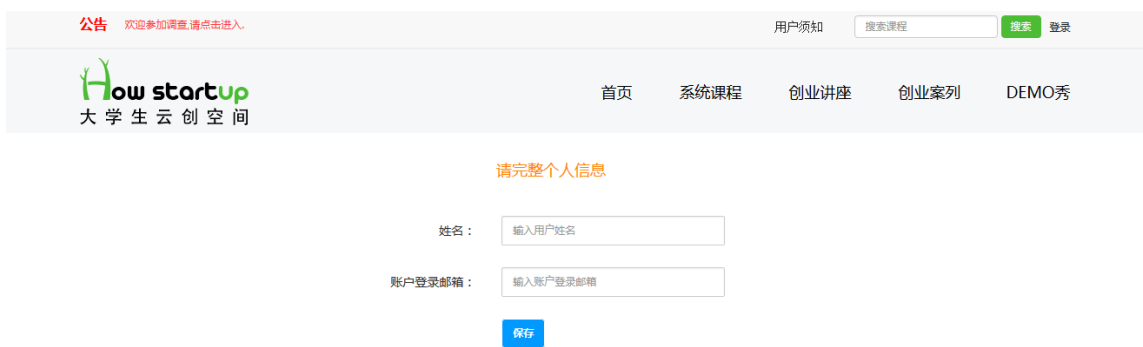 公告 欢迎参加调查,请点击进入. 用户须知 搜索课程 搜索 登录
How startup
大学生云创空间
首页 系统课程 创业讲座 创业案列 DEMO秀
请完整个人信息
姓名： 输入用户姓名
账户登录邮箱： 输入账户登录邮箱
保存